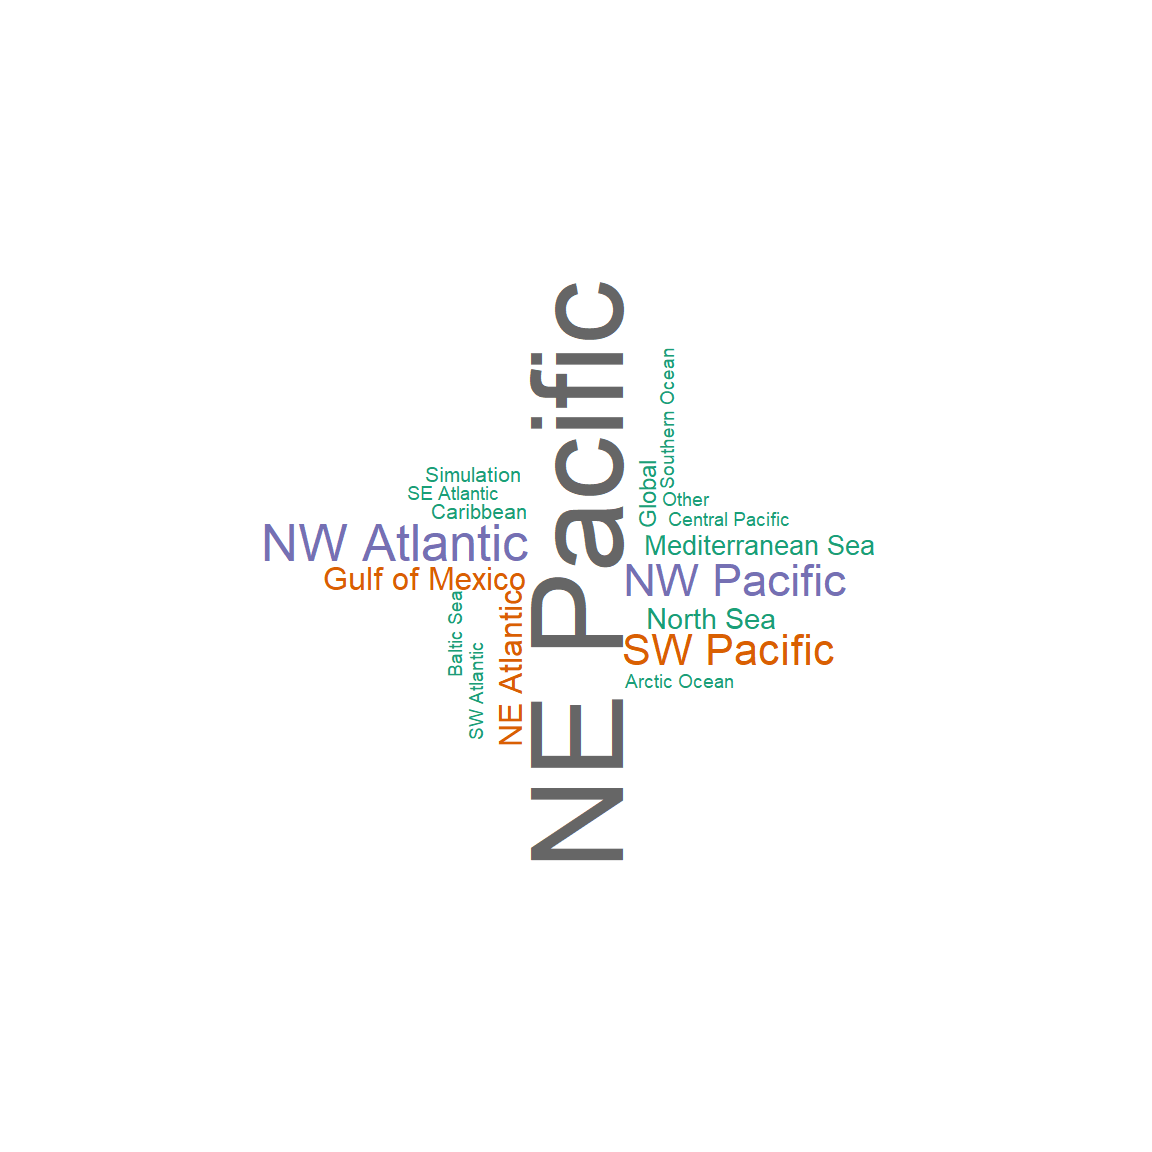 NE Pacific
Southern Ocean
Global
Simulation
SE Atlantic
Other
Caribbean
Central Pacific
NW Atlantic
Mediterranean Sea
Gulf of Mexico
NW Pacific
Baltic Sea
NE Atlantic
North Sea
SW Atlantic
SW Pacific
Arctic Ocean